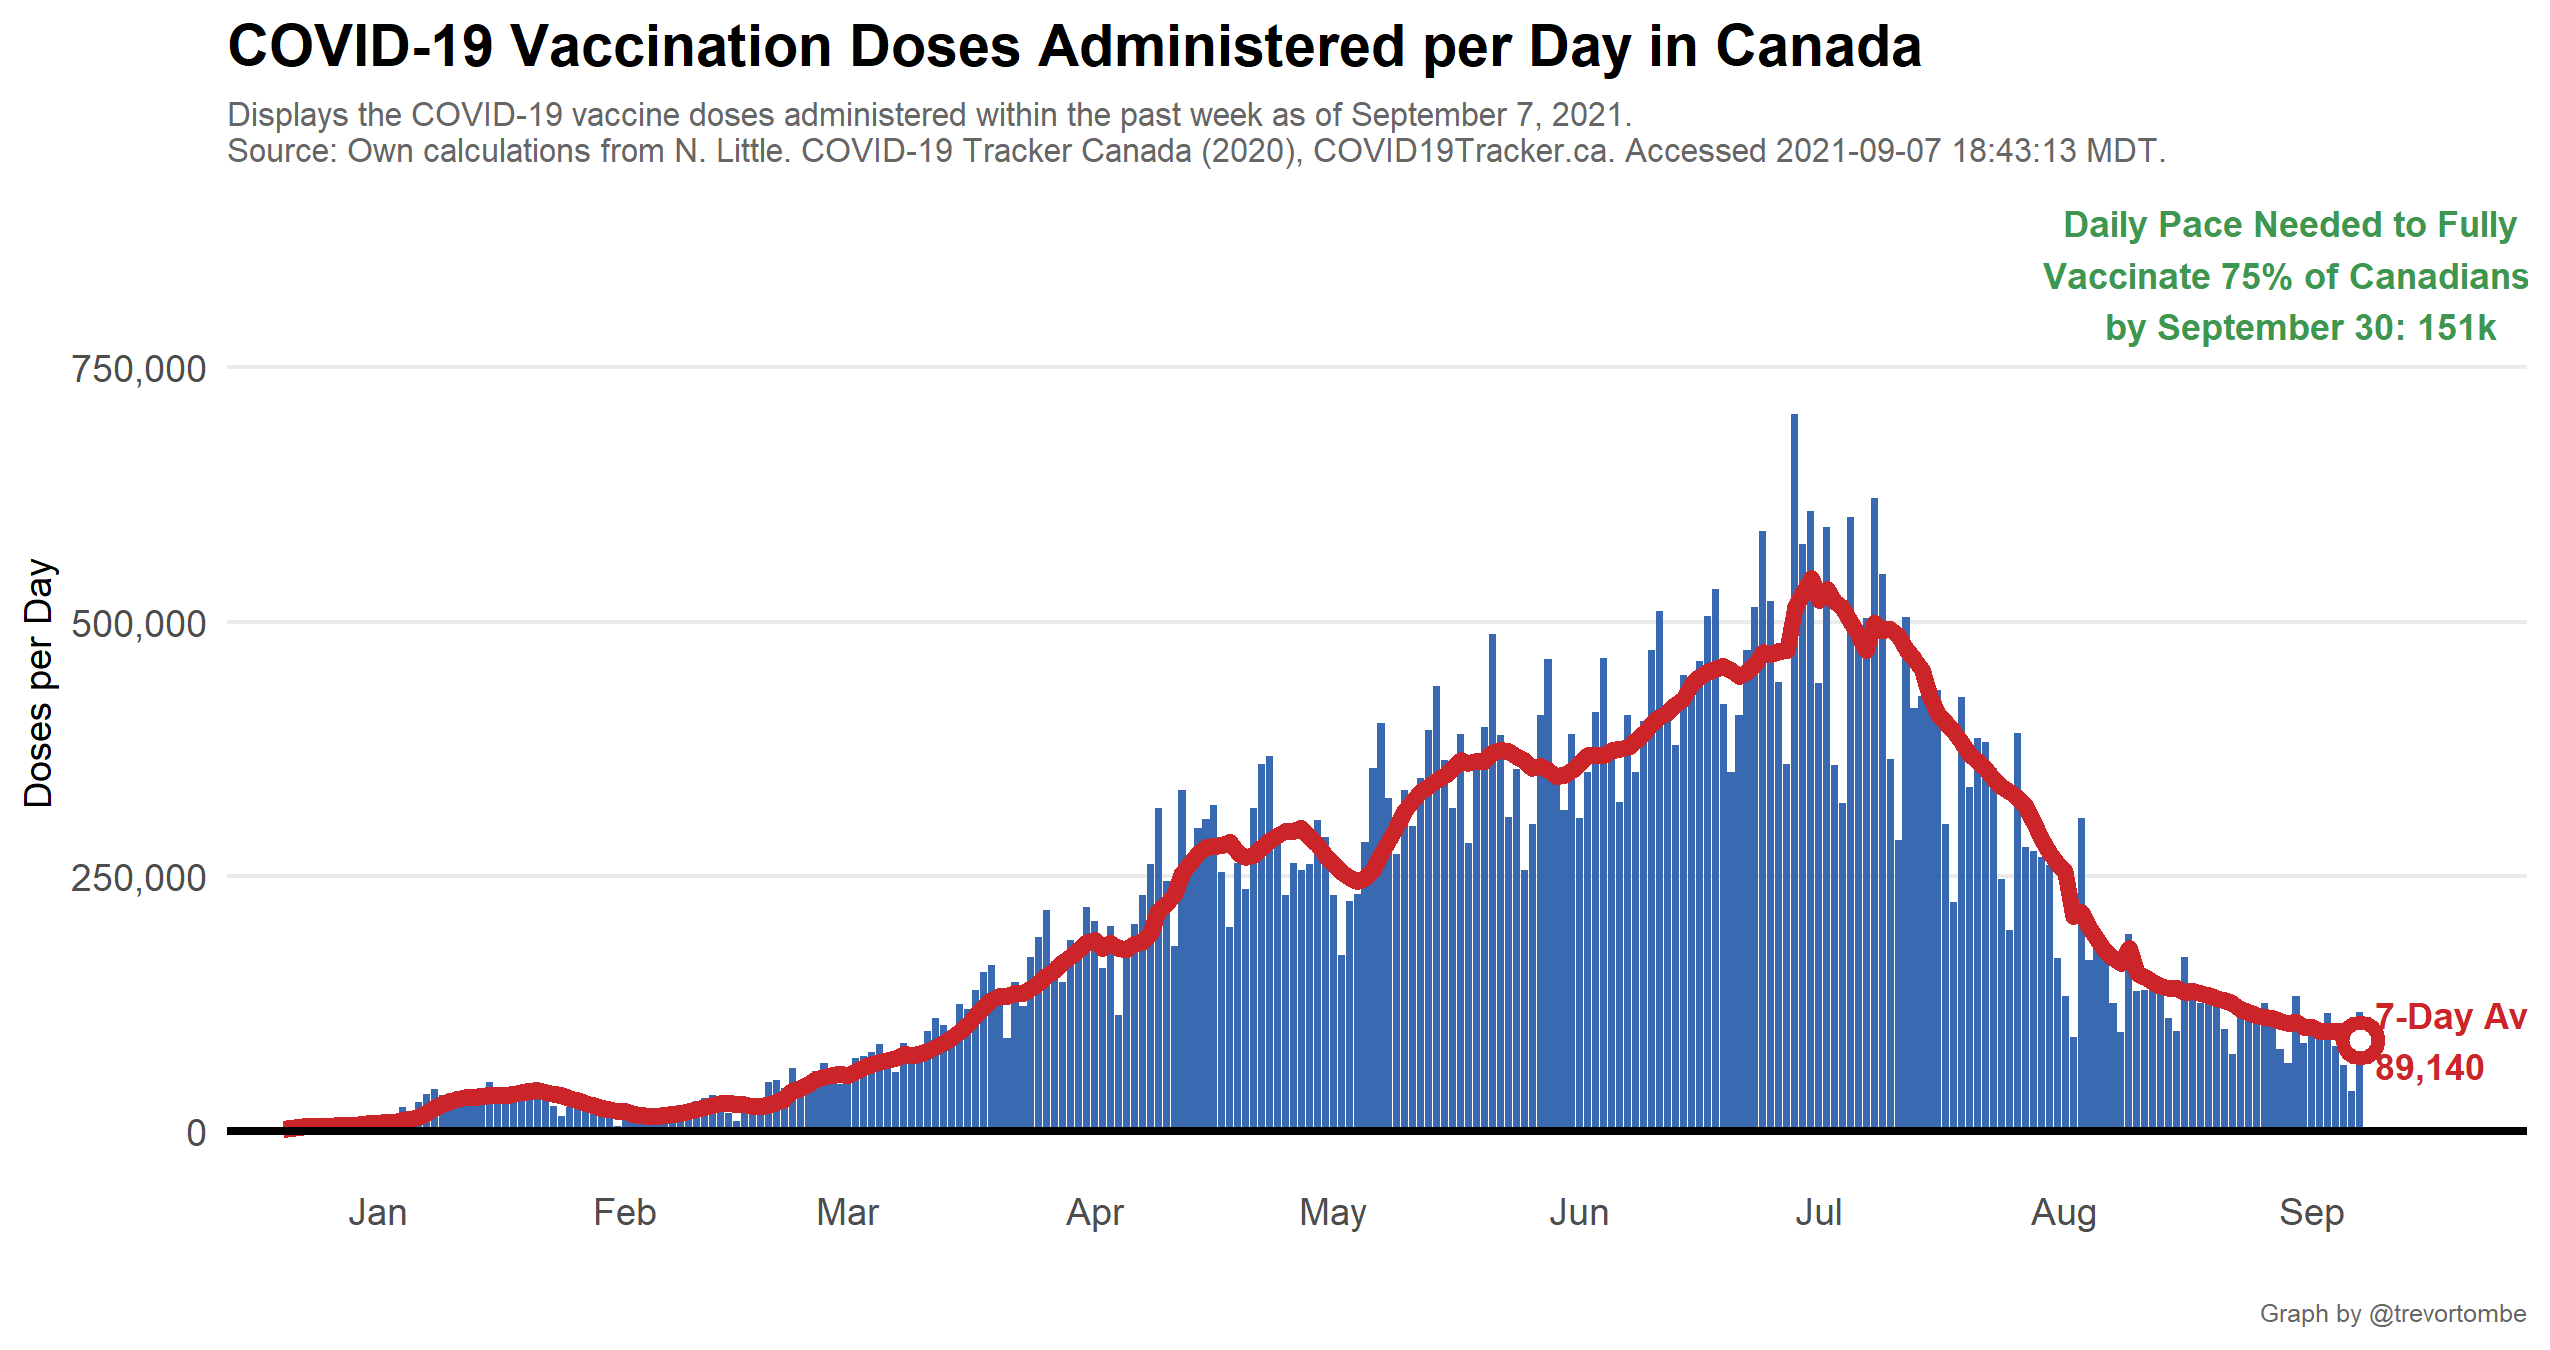 COVID-19 Vaccination Doses Administered per Day in Canada
Displays the COVID-19 vaccine doses administered within the past week as of September 7, 2021.
Source: Own calculations from N. Little. COVID-19 Tracker Canada (2020), COVID19Tracker.ca. Accessed 2021-09-07 18:43:13 MDT.
Daily Pace Needed to Fully
Vaccinate 75% of Canadians
by September 30: 151k
750,000
500,000
250,000
0
Doses per Day
7-Day Av
89,140
Jan Feb Mar Apr May Jun Jul Aug Sep
Graph by @trevortombe